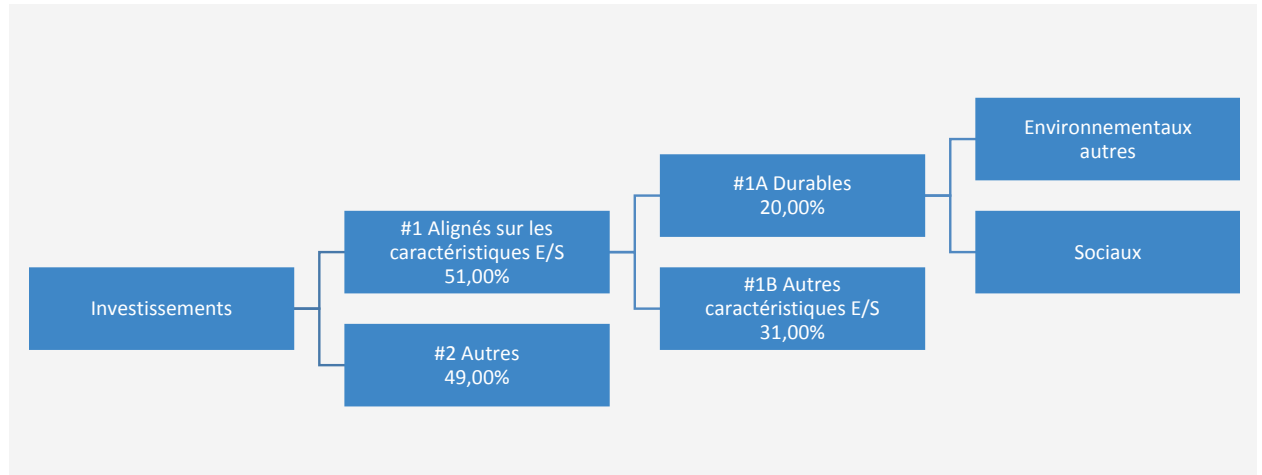 Investissements
#1 Alignés sur les
caractéristiques E/S
51,00%
#2 Autres
49,00%
#1A Durables
20,00%
#1B Autres
caractéristiques E/S
31,00%
Environnementaux
autres
Sociaux